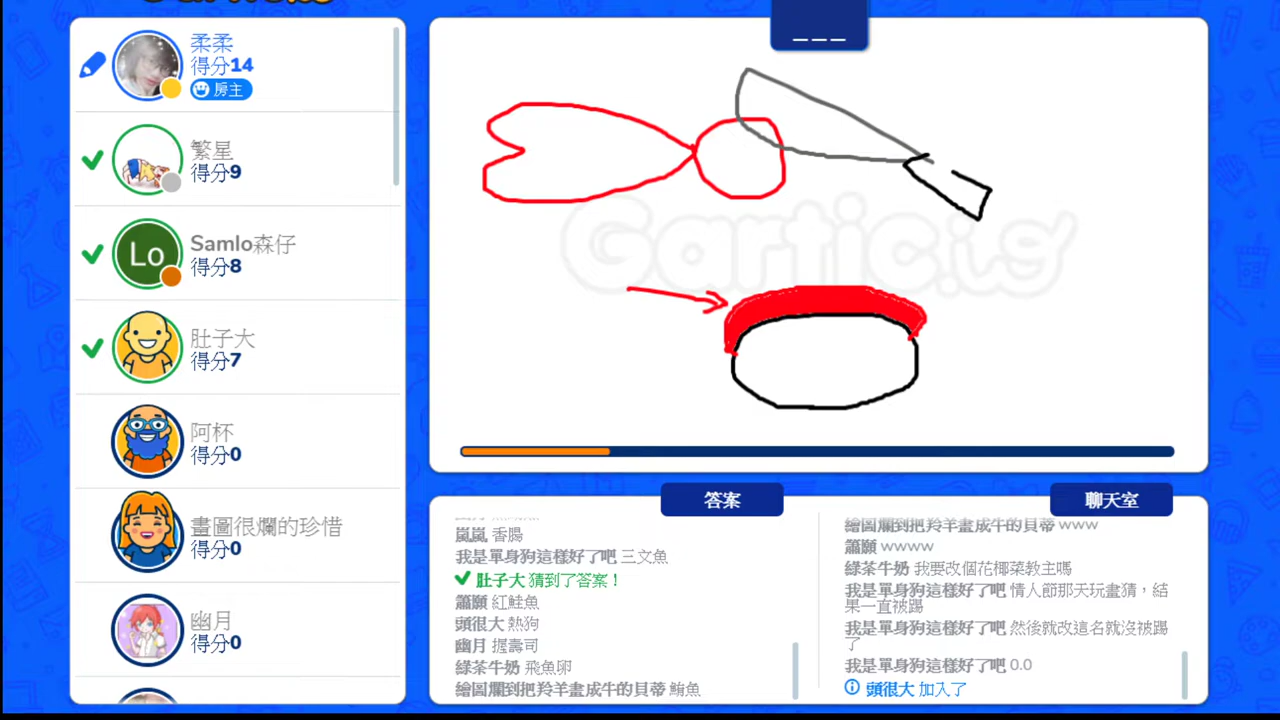 柔柔
得分14
房主
繁星
得分9
Samlo森仔
得分8
Lo
肚子大
得分7
阿杯
得分0
畫圖很爛的珍惜
得分0
幽月
得分0
Gartic.io
答案
嵐嵐 香腸
我是單身狗這樣好了吧 三文魚
肚子大 猜到了答案！
簫願 紅鮭魚
頭很大 熱狗
幽月 握壽司
綠茶牛奶 飛魚卵
繪圖爛到把羚羊畫成牛的貝蒂 鮪魚
聊天室
繪圖爛到把羚羊畫成牛的貝蒂 www
簫願 wwww
綠茶牛奶 我要改個花椰菜教主嗎
我是單身狗這樣好了吧 情人節那天玩畫猜，結
果一直被踢
我是單身狗這樣好了吧 然後就改這名就沒被踢
了
我是單身狗這樣好了吧 0.0
頭很大 加入了